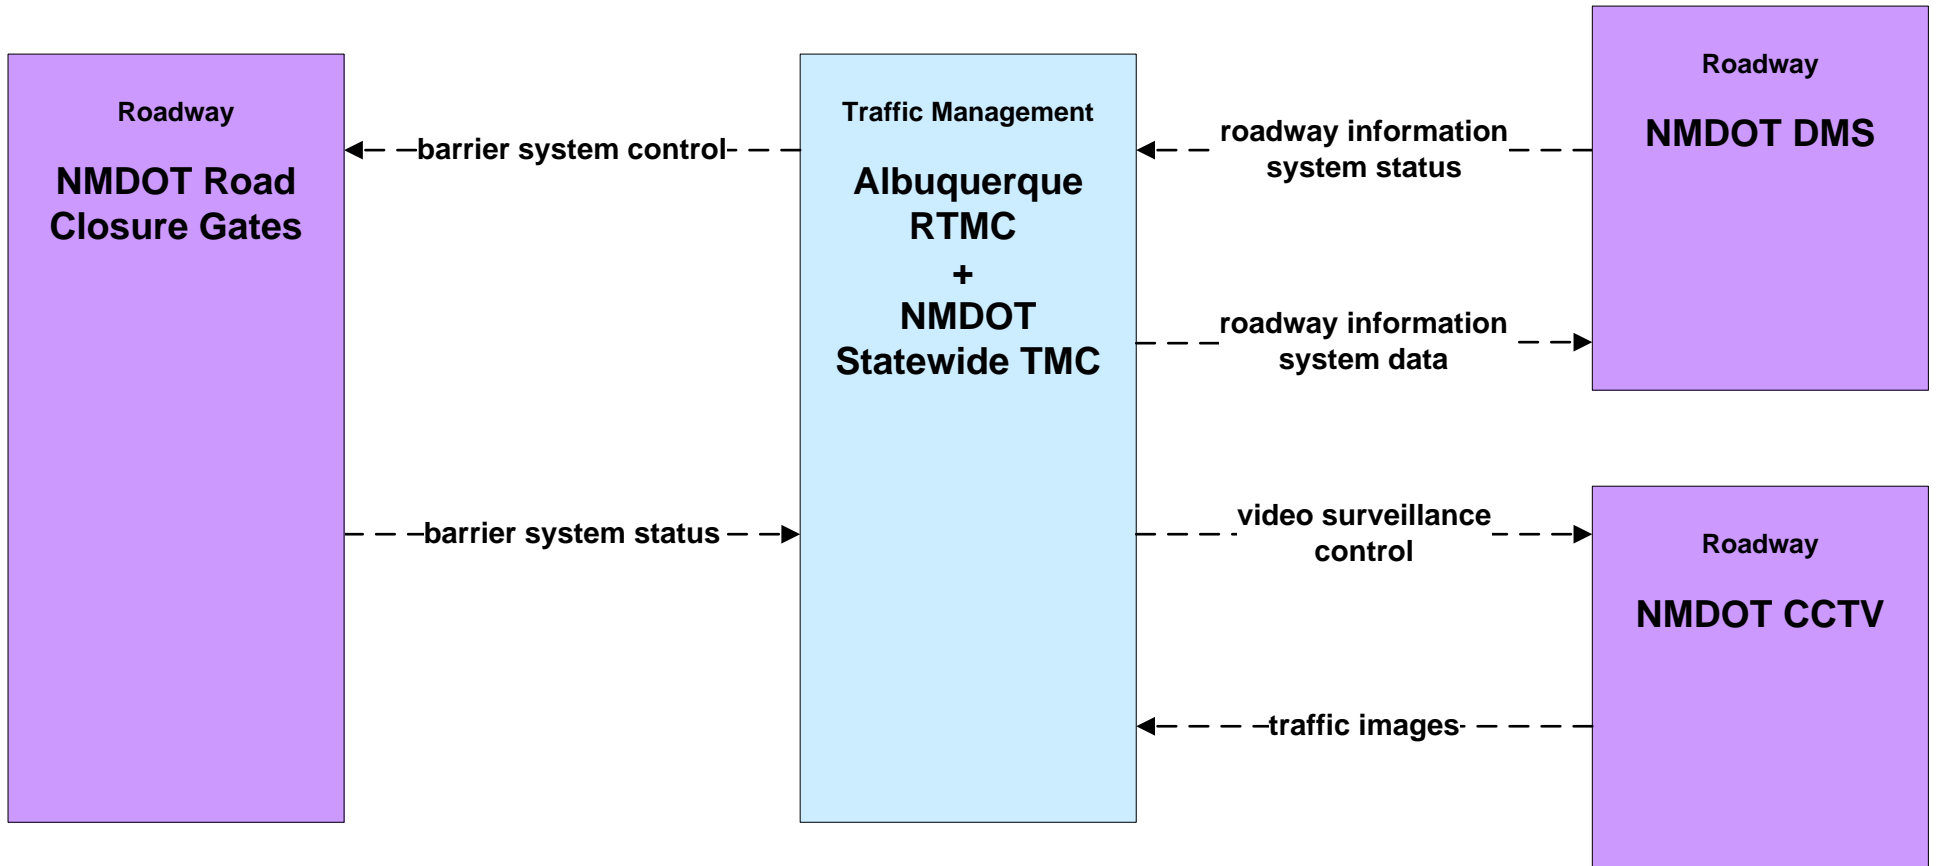 Roadway
NMDOT Road
Closure Gates
barrier system control
barrier system status
Traffic Management
Albuquerque
RTMC
+
NMDOT
Statewide TMC
roadway information
system status
roadway information
system data
video surveillance
control
traffic images
Roadway
NMDOT DMS
Roadway
NMDOT CCTV